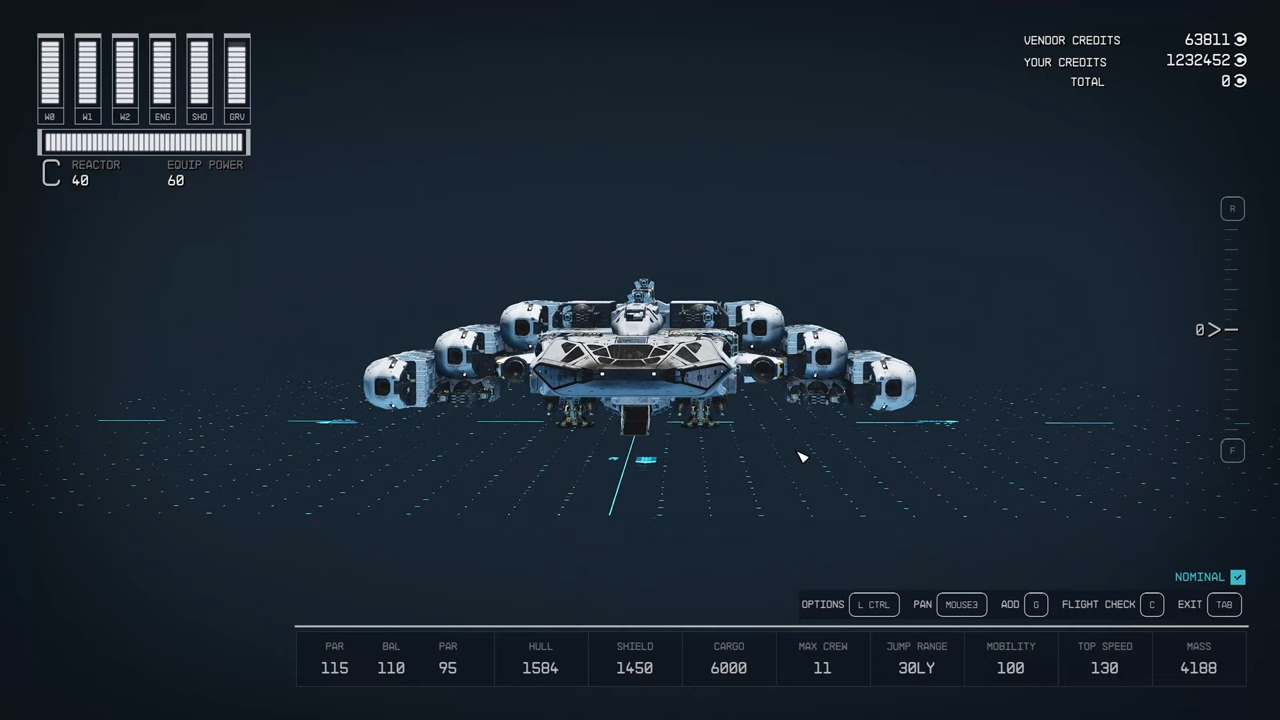 VENDOR CREDITS 63811
YOUR CREDITS 1232452
TOTAL 0
W0 W1 W2 ENG SHD GRV
C REACTOR EQUIP POWER
40 60
R
0
F
NOMINAL
OPTIONS L CTRL PAN MOUSE3 ADD G FLIGHT CHECK C EXIT TAB
PAR BAL PAR HULL SHIELD CARGO MAX CREW JUMP RANGE MOBILITY TOP SPEED MASS
115 110 95 1584 1450 6000 11 30LY 100 130 4188